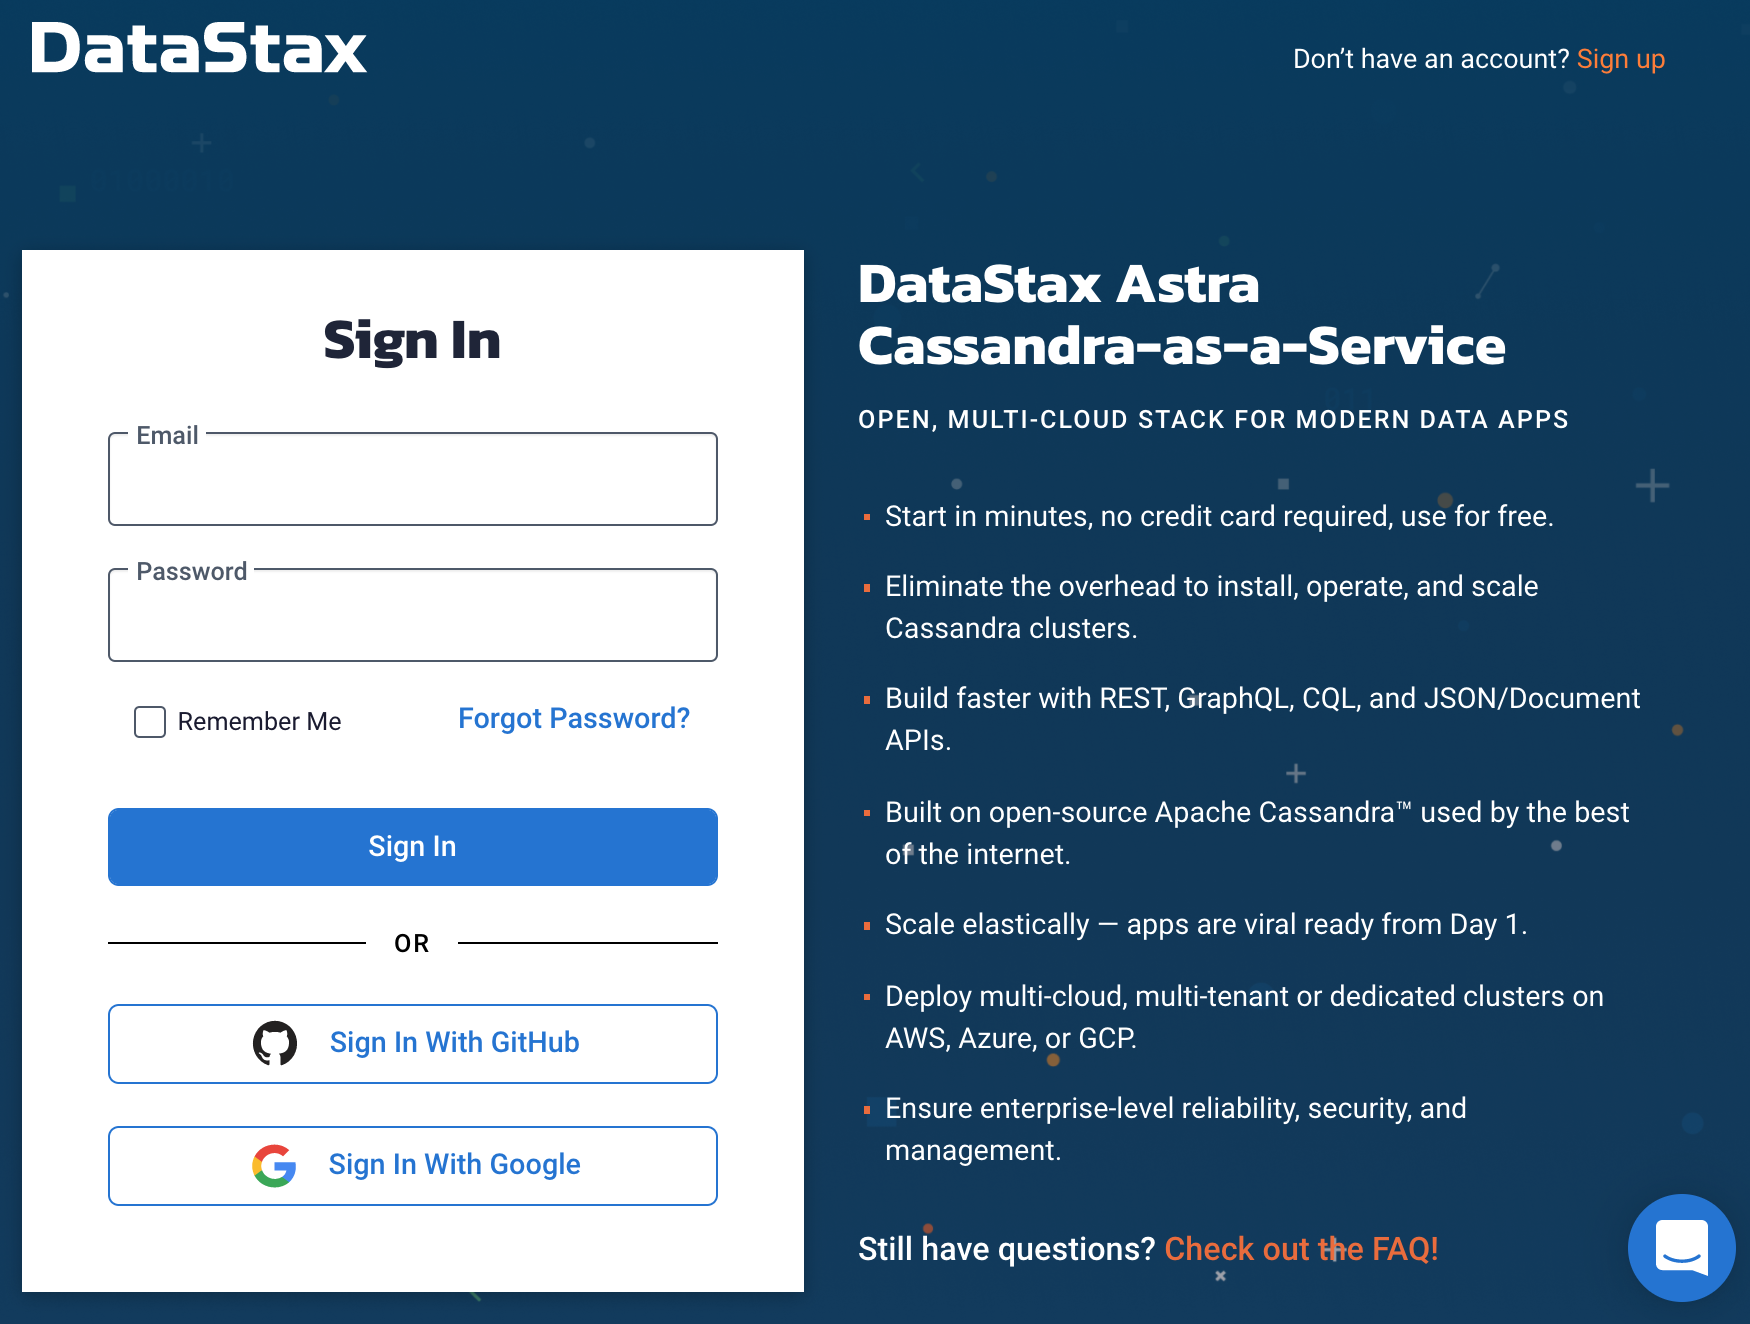 DataStax
Don’t have an account? Sign up
Sign In
Email
Password
Remember Me
Forgot Password?
Sign In
OR
Sign In With GitHub
Sign In With Google
DataStax Astra
Cassandra-as-a-Service
OPEN, MULTI-CLOUD STACK FOR MODERN DATA APPS
Start in minutes, no credit card required, use for free.
Eliminate the overhead to install, operate, and scale
Cassandra clusters.
Build faster with REST, GraphQL, CQL, and JSON/Document
APIs.
Built on open-source Apache Cassandra™ used by the best
of the internet.
Scale elastically — apps are viral ready from Day 1.
Deploy multi-cloud, multi-tenant or dedicated clusters on
AWS, Azure, or GCP.
Ensure enterprise-level reliability, security, and
management.
Still have questions? Check out the FAQ!